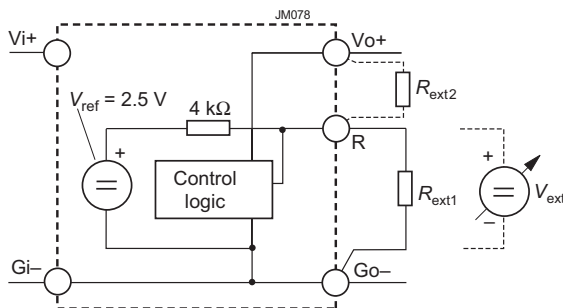 JM078
Vi+
Vo+
Vref = 2.5 V
4 kΩ
Rext2
+
R
Control
logic
+
Rext1
Vext
–
Gi–
Go–